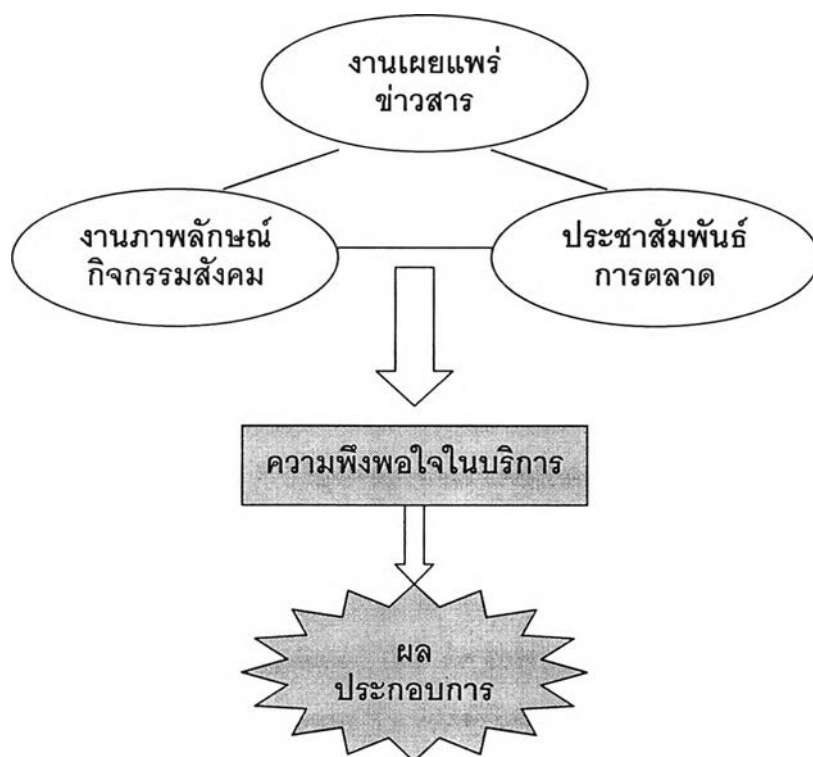 งานเผยแพร่
ข่าวสาร
งานภาพลักษณ์
กิจกรรมสังคม
ประชาสัมพันธ์
การตลาด
ความพึงพอใจในบริการ
ผล
ประกอบการ